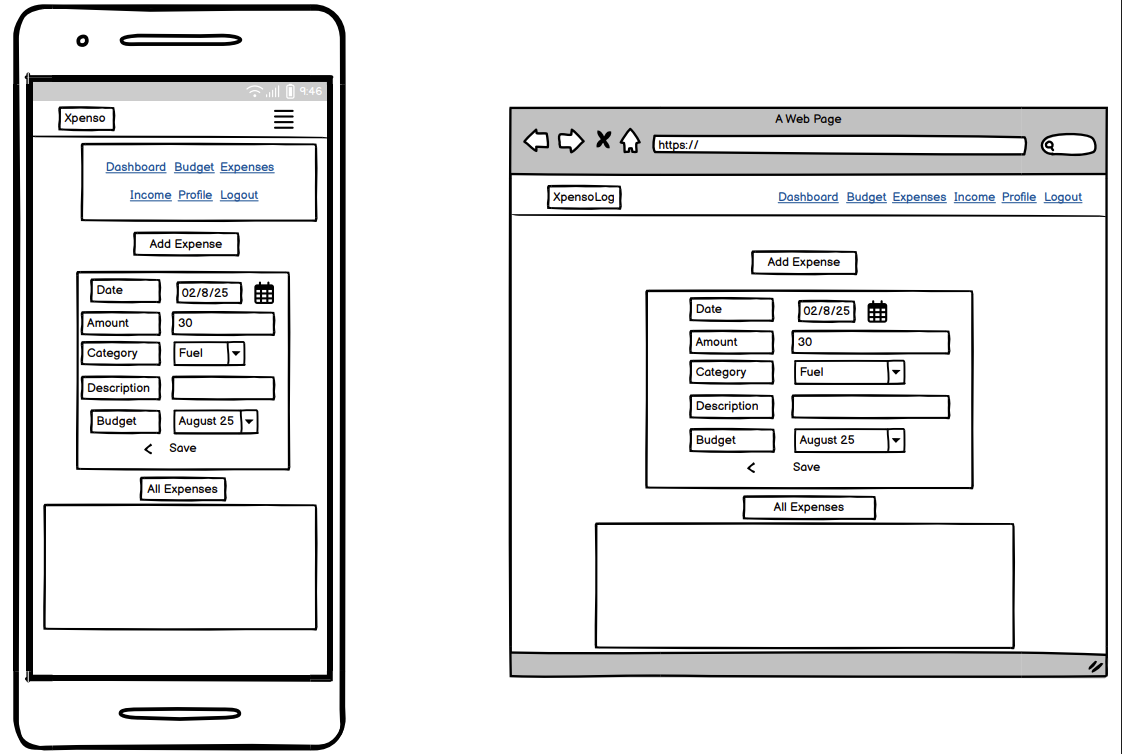 9:46
Xpenso
Dashboard Budget Expenses
Income Profile Logout
Add Expense
Date 02/8/25
Amount 30
Category Fuel
Description
Budget August 25
< Save
All Expenses
A Web Page
https://
XpensoLog Dashboard Budget Expenses Income Profile Logout
Add Expense
Date 02/8/25
Amount 30
Category Fuel
Description
Budget August 25
< Save
All Expenses